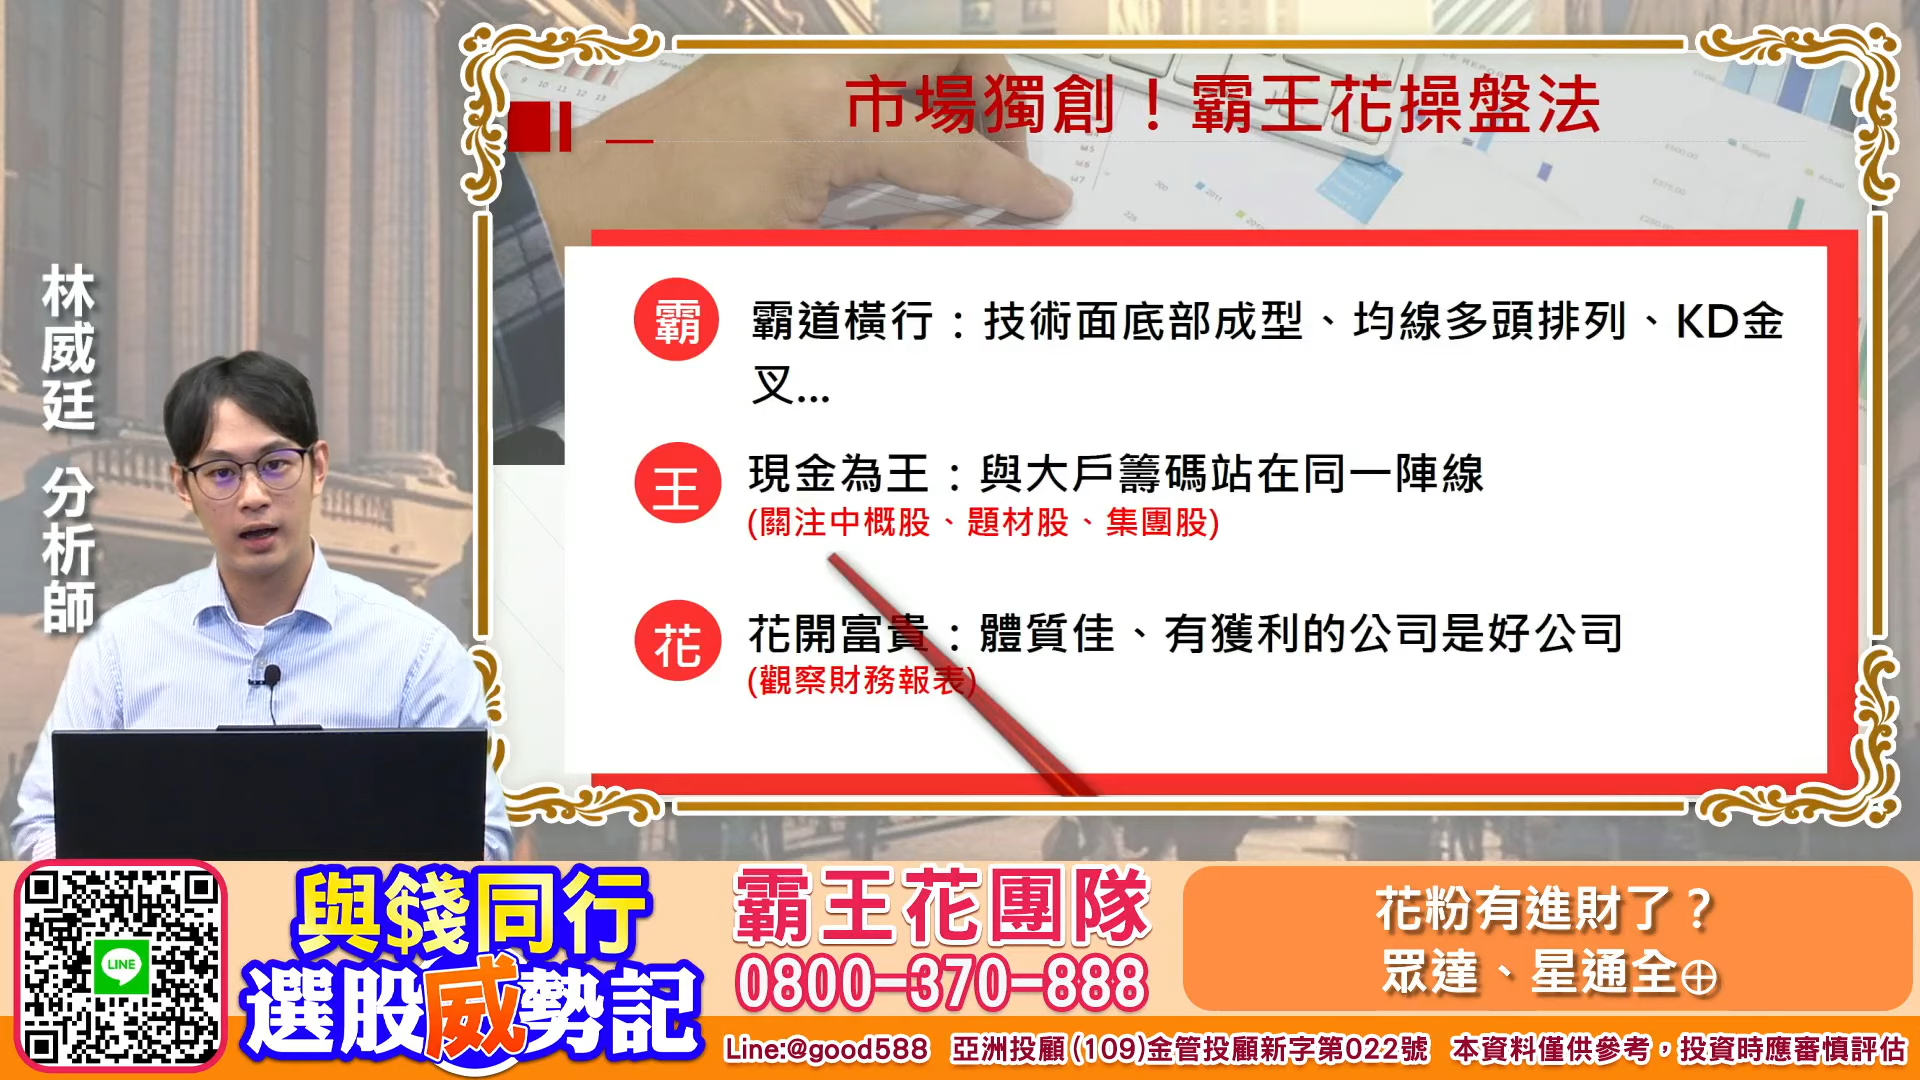 市場獨創！霸王花操盤法
霸
霸道橫行：技術面底部成型、均線多頭排列、KD金
叉...
王
現金為王：與大戶籌碼站在同一陣線
(關注中概股、題材股、集團股)
花
花開富貴：體質佳、有獲利的公司是好公司
(觀察財務報表)
林威廷 分析師
LINE
與$錢同行
選股威勢記
霸王花團隊
0800-370-888
花粉有進財了？
眾達、星通全⊕
Line:@good588 亞洲投顧(109)金管投顧新字第022號 本資料僅供參考，投資時應審慎評估